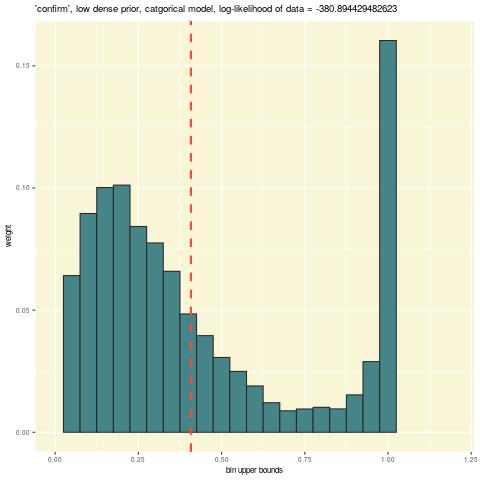 'confirm', low dense prior, catgorical model, log-likelihood of data = -380.894429482623
0.15
0.10
weight
0.05
0.00
0.00 0.25 0.50 0.75 1.00 1.25
bin upper bounds